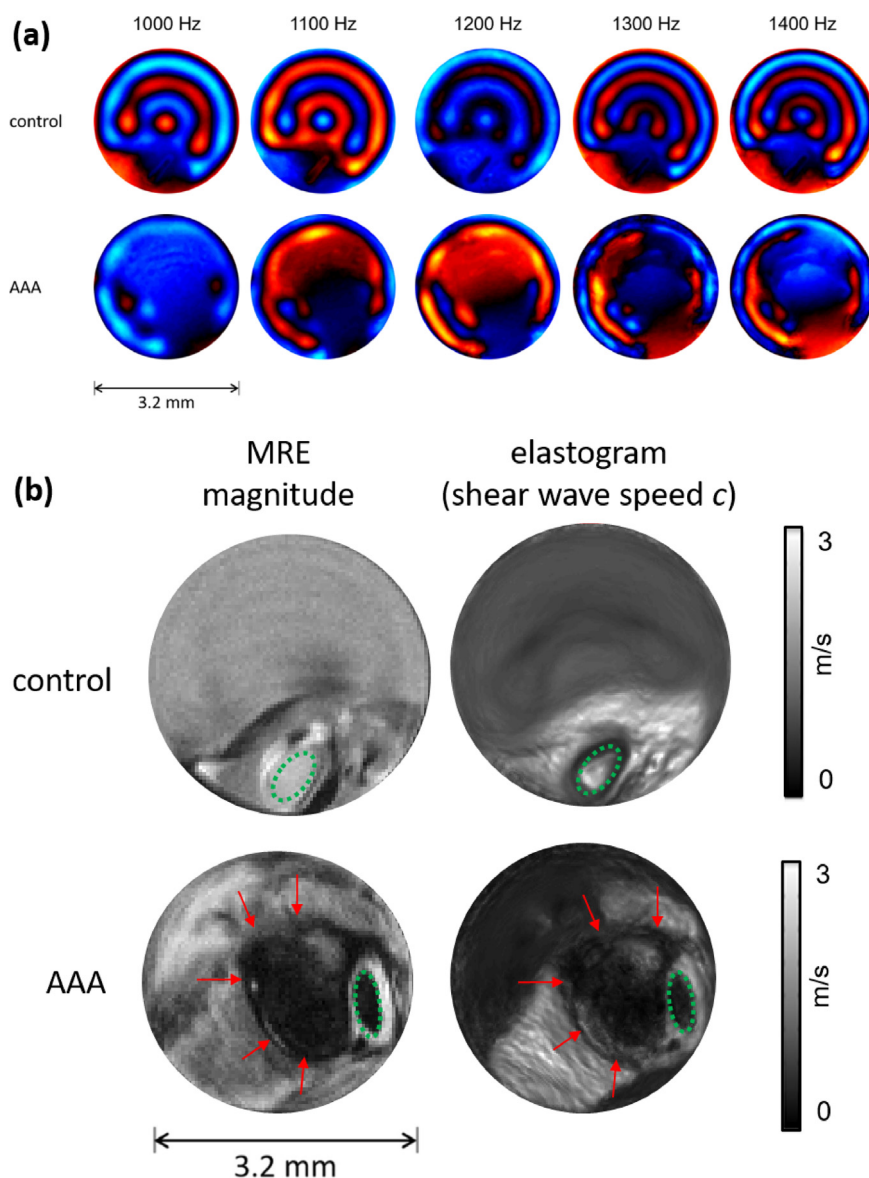 (a)
1000 Hz 1100 Hz 1200 Hz 1300 Hz 1400 Hz
control
AAA
3.2 mm
(b)
MRE
magnitude
elastogram
(shear wave speed c)
control
3
m/s
0
AAA
3
m/s
0
3.2 mm